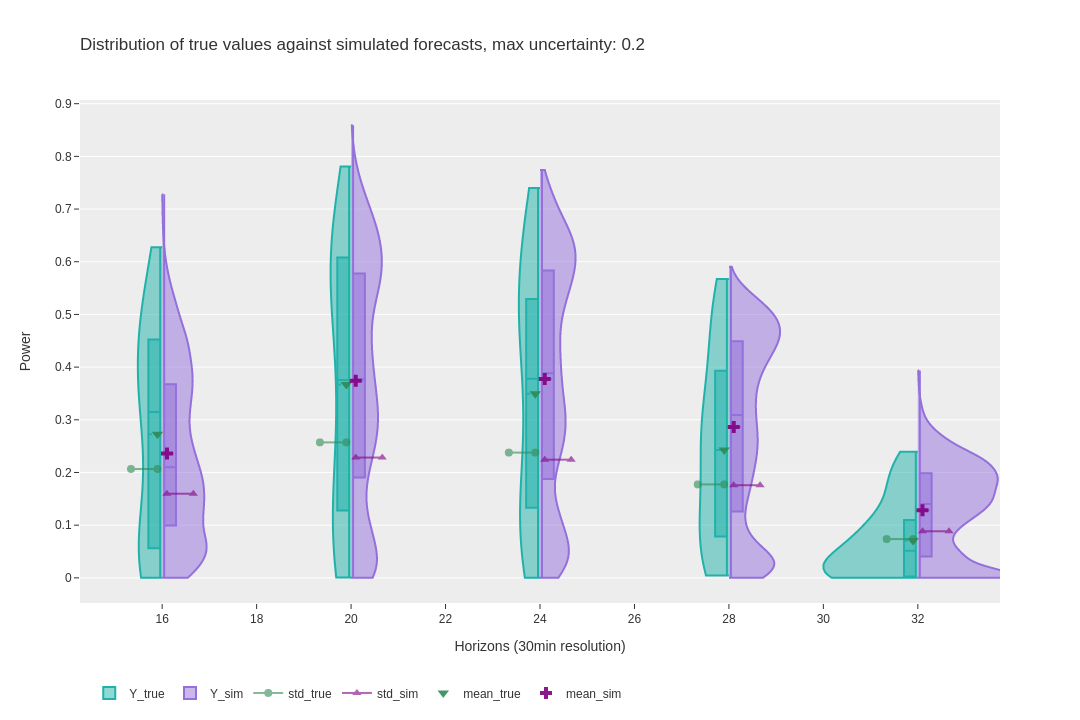 Distribution of true values against simulated forecasts, max uncertainty: 0.2
0.9
0.8
0.7
0.6
0.5
0.4
0.3
0.2
0.1
0
Power
16 18 20 22 24 26 28 30 32
Horizons (30min resolution)
Y_true Y_sim std_true std_sim mean_true mean_sim